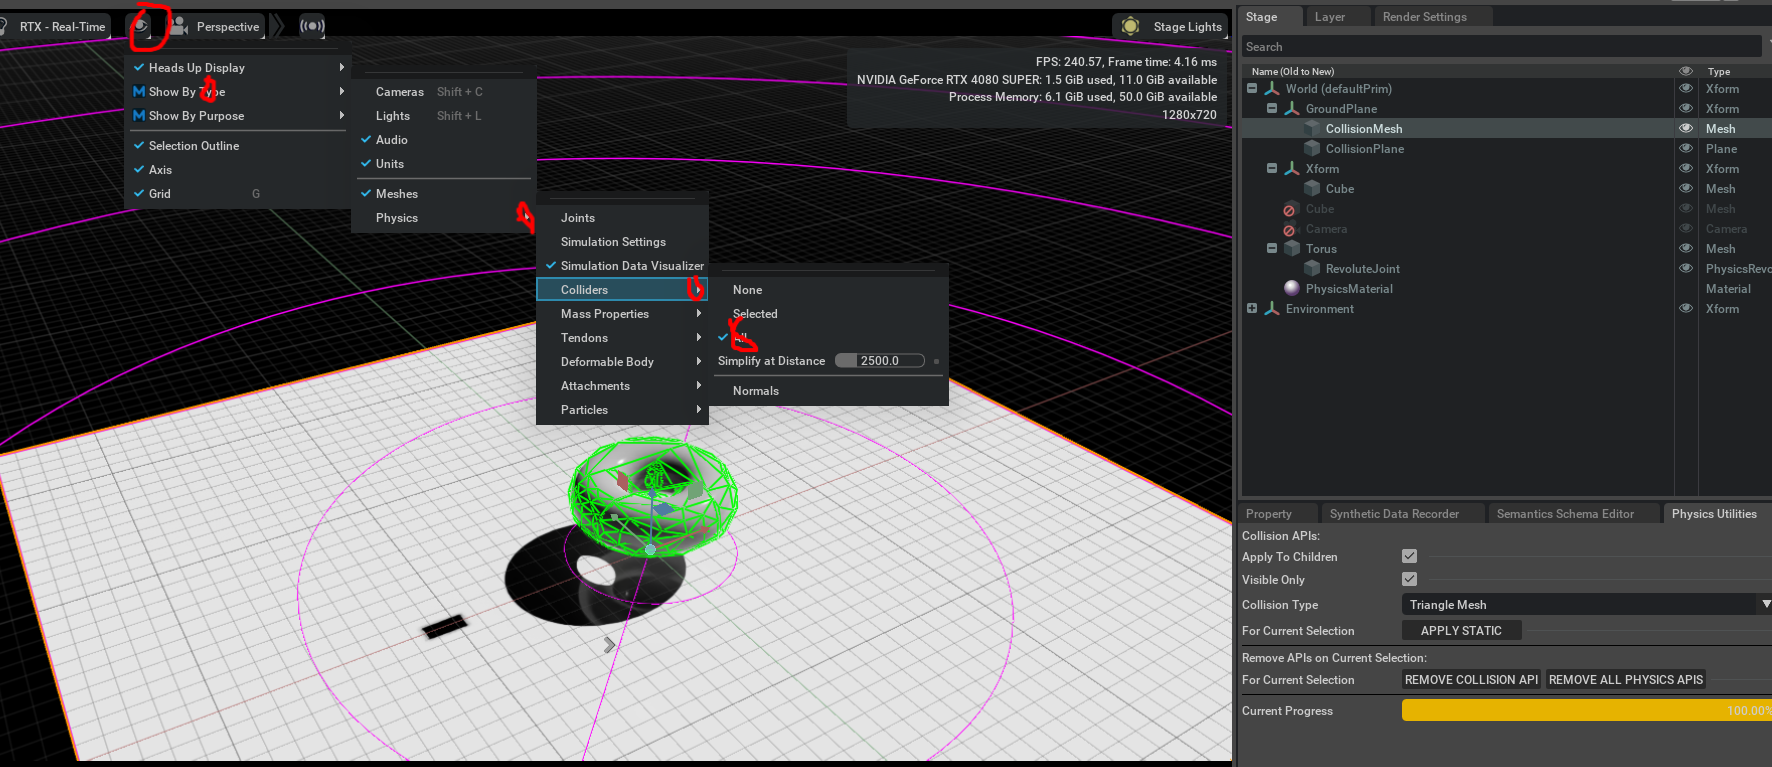 RTX - Real-Time
Perspective
Stage Lights
Heads Up Display
Show By Type
Show By Purpose
Selection Outline
Axis
Grid G
Cameras Shift + C
Lights Shift + L
Audio
Units
Meshes
Physics
Joints
Simulation Settings
Simulation Data Visualizer
Colliders
Mass Properties
Tendons
Deformable Body
Attachments
Particles
None
Selected
All
Simplify at Distance 2500.0
Normals
FPS: 240.57, Frame time: 4.16 ms
NVIDIA GeForce RTX 4080 SUPER: 1.5 GiB used, 11.0 GiB available
Process Memory: 6.1 GiB used, 50.0 GiB available
1280x720
Stage Layer Render Settings
Search
Name (Old to New) Type
World (defaultPrim) Xform
GroundPlane Xform
CollisionMesh Mesh
CollisionPlane Plane
Xform Xform
Cube Mesh
Cube Mesh
Camera Camera
Torus Mesh
RevoluteJoint PhysicsRevo
PhysicsMaterial Material
Environment Xform
Property Synthetic Data Recorder Semantics Schema Editor Physics Utilities
Collision APIs:
Apply To Children
Visible Only
Collision Type Triangle Mesh
For Current Selection APPLY STATIC
Remove APIs on Current Selection:
For Current Selection REMOVE COLLISION API REMOVE ALL PHYSICS APIS
Current Progress 100.00%